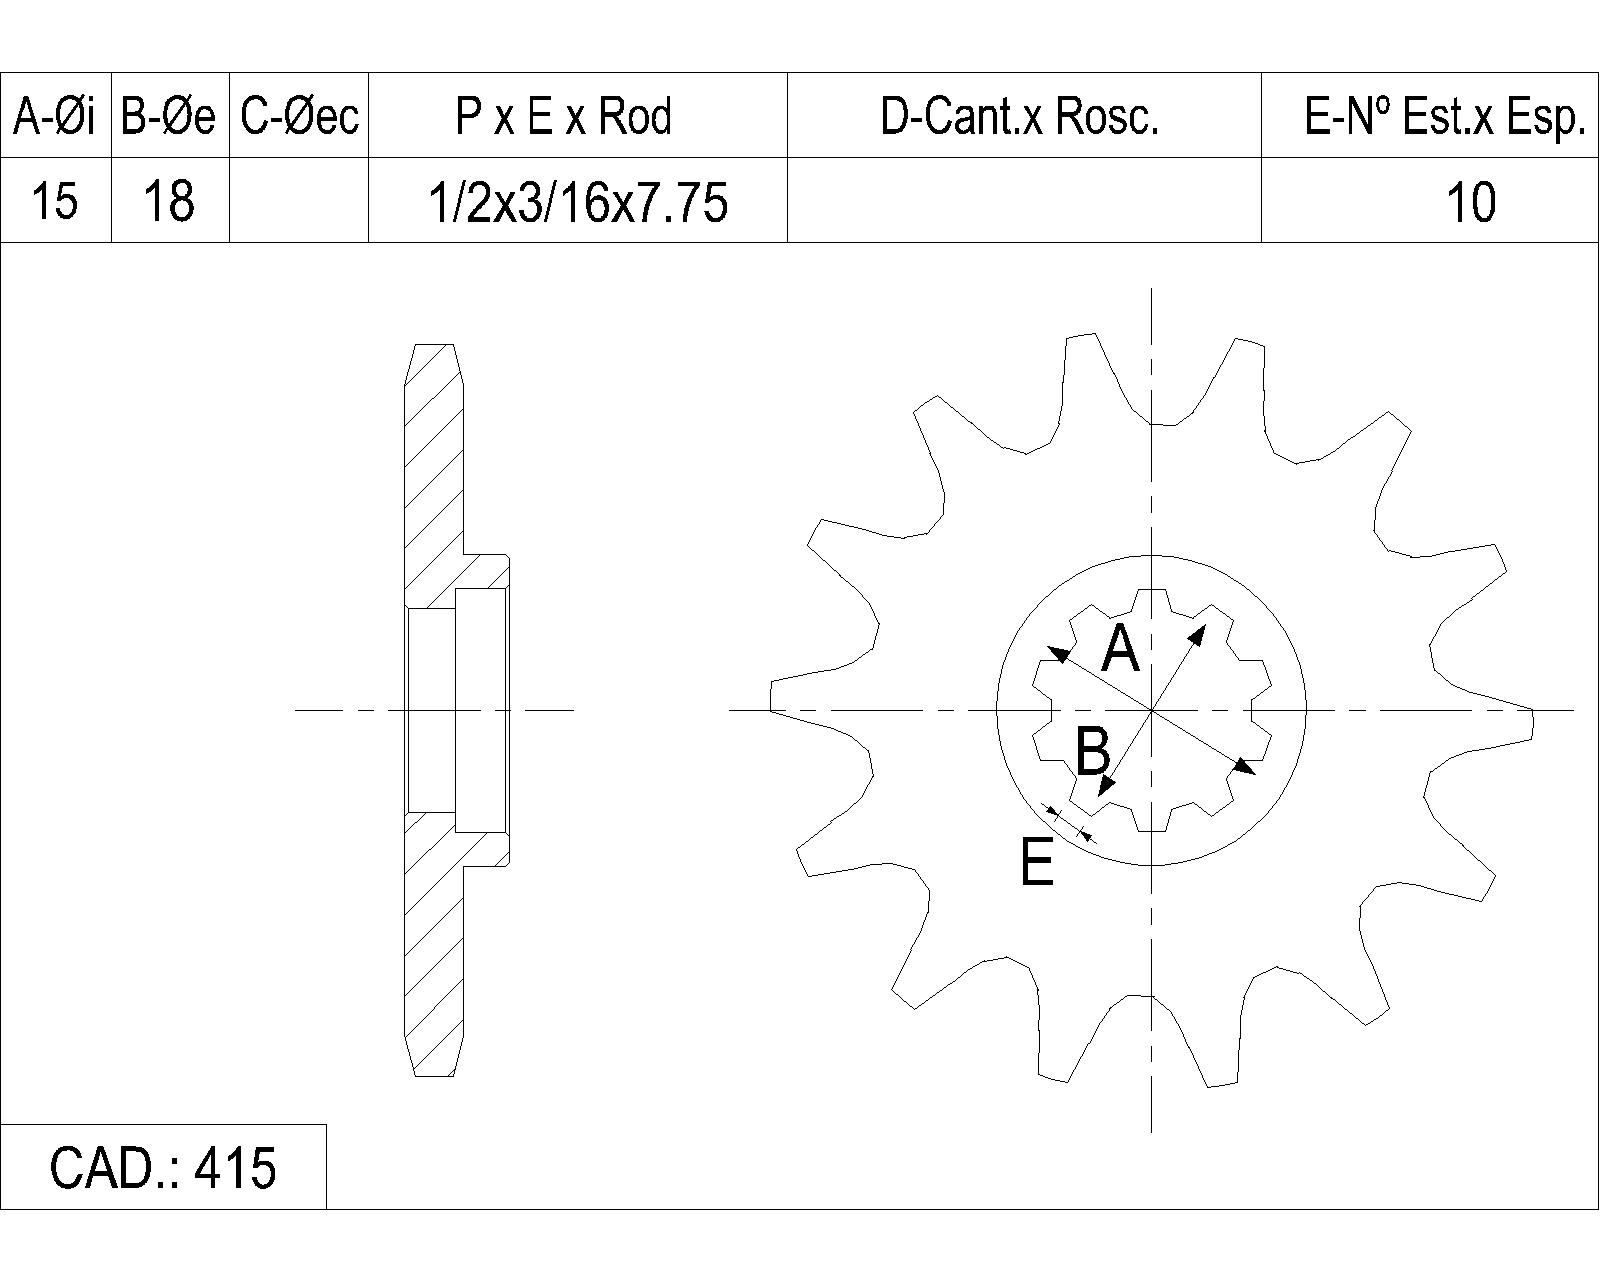 A-Øi B-Øe C-Øec P x E x Rod D-Cant.x Rosc. E-Nº Est.x Esp.
15 18 1/2x3/16x7.75 10
A
B
E
CAD.: 415